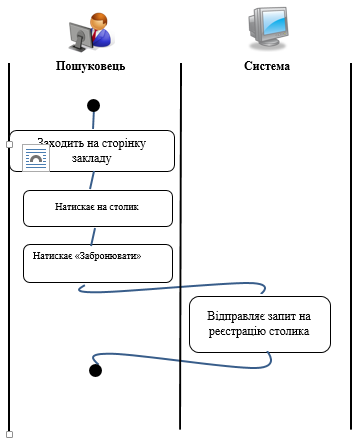 Пошуковець
Система
Заходить на сторінку
закладу
Натискає на столик
Натискає «Забронювати»
Відправляє запит на
реєстрацію столика